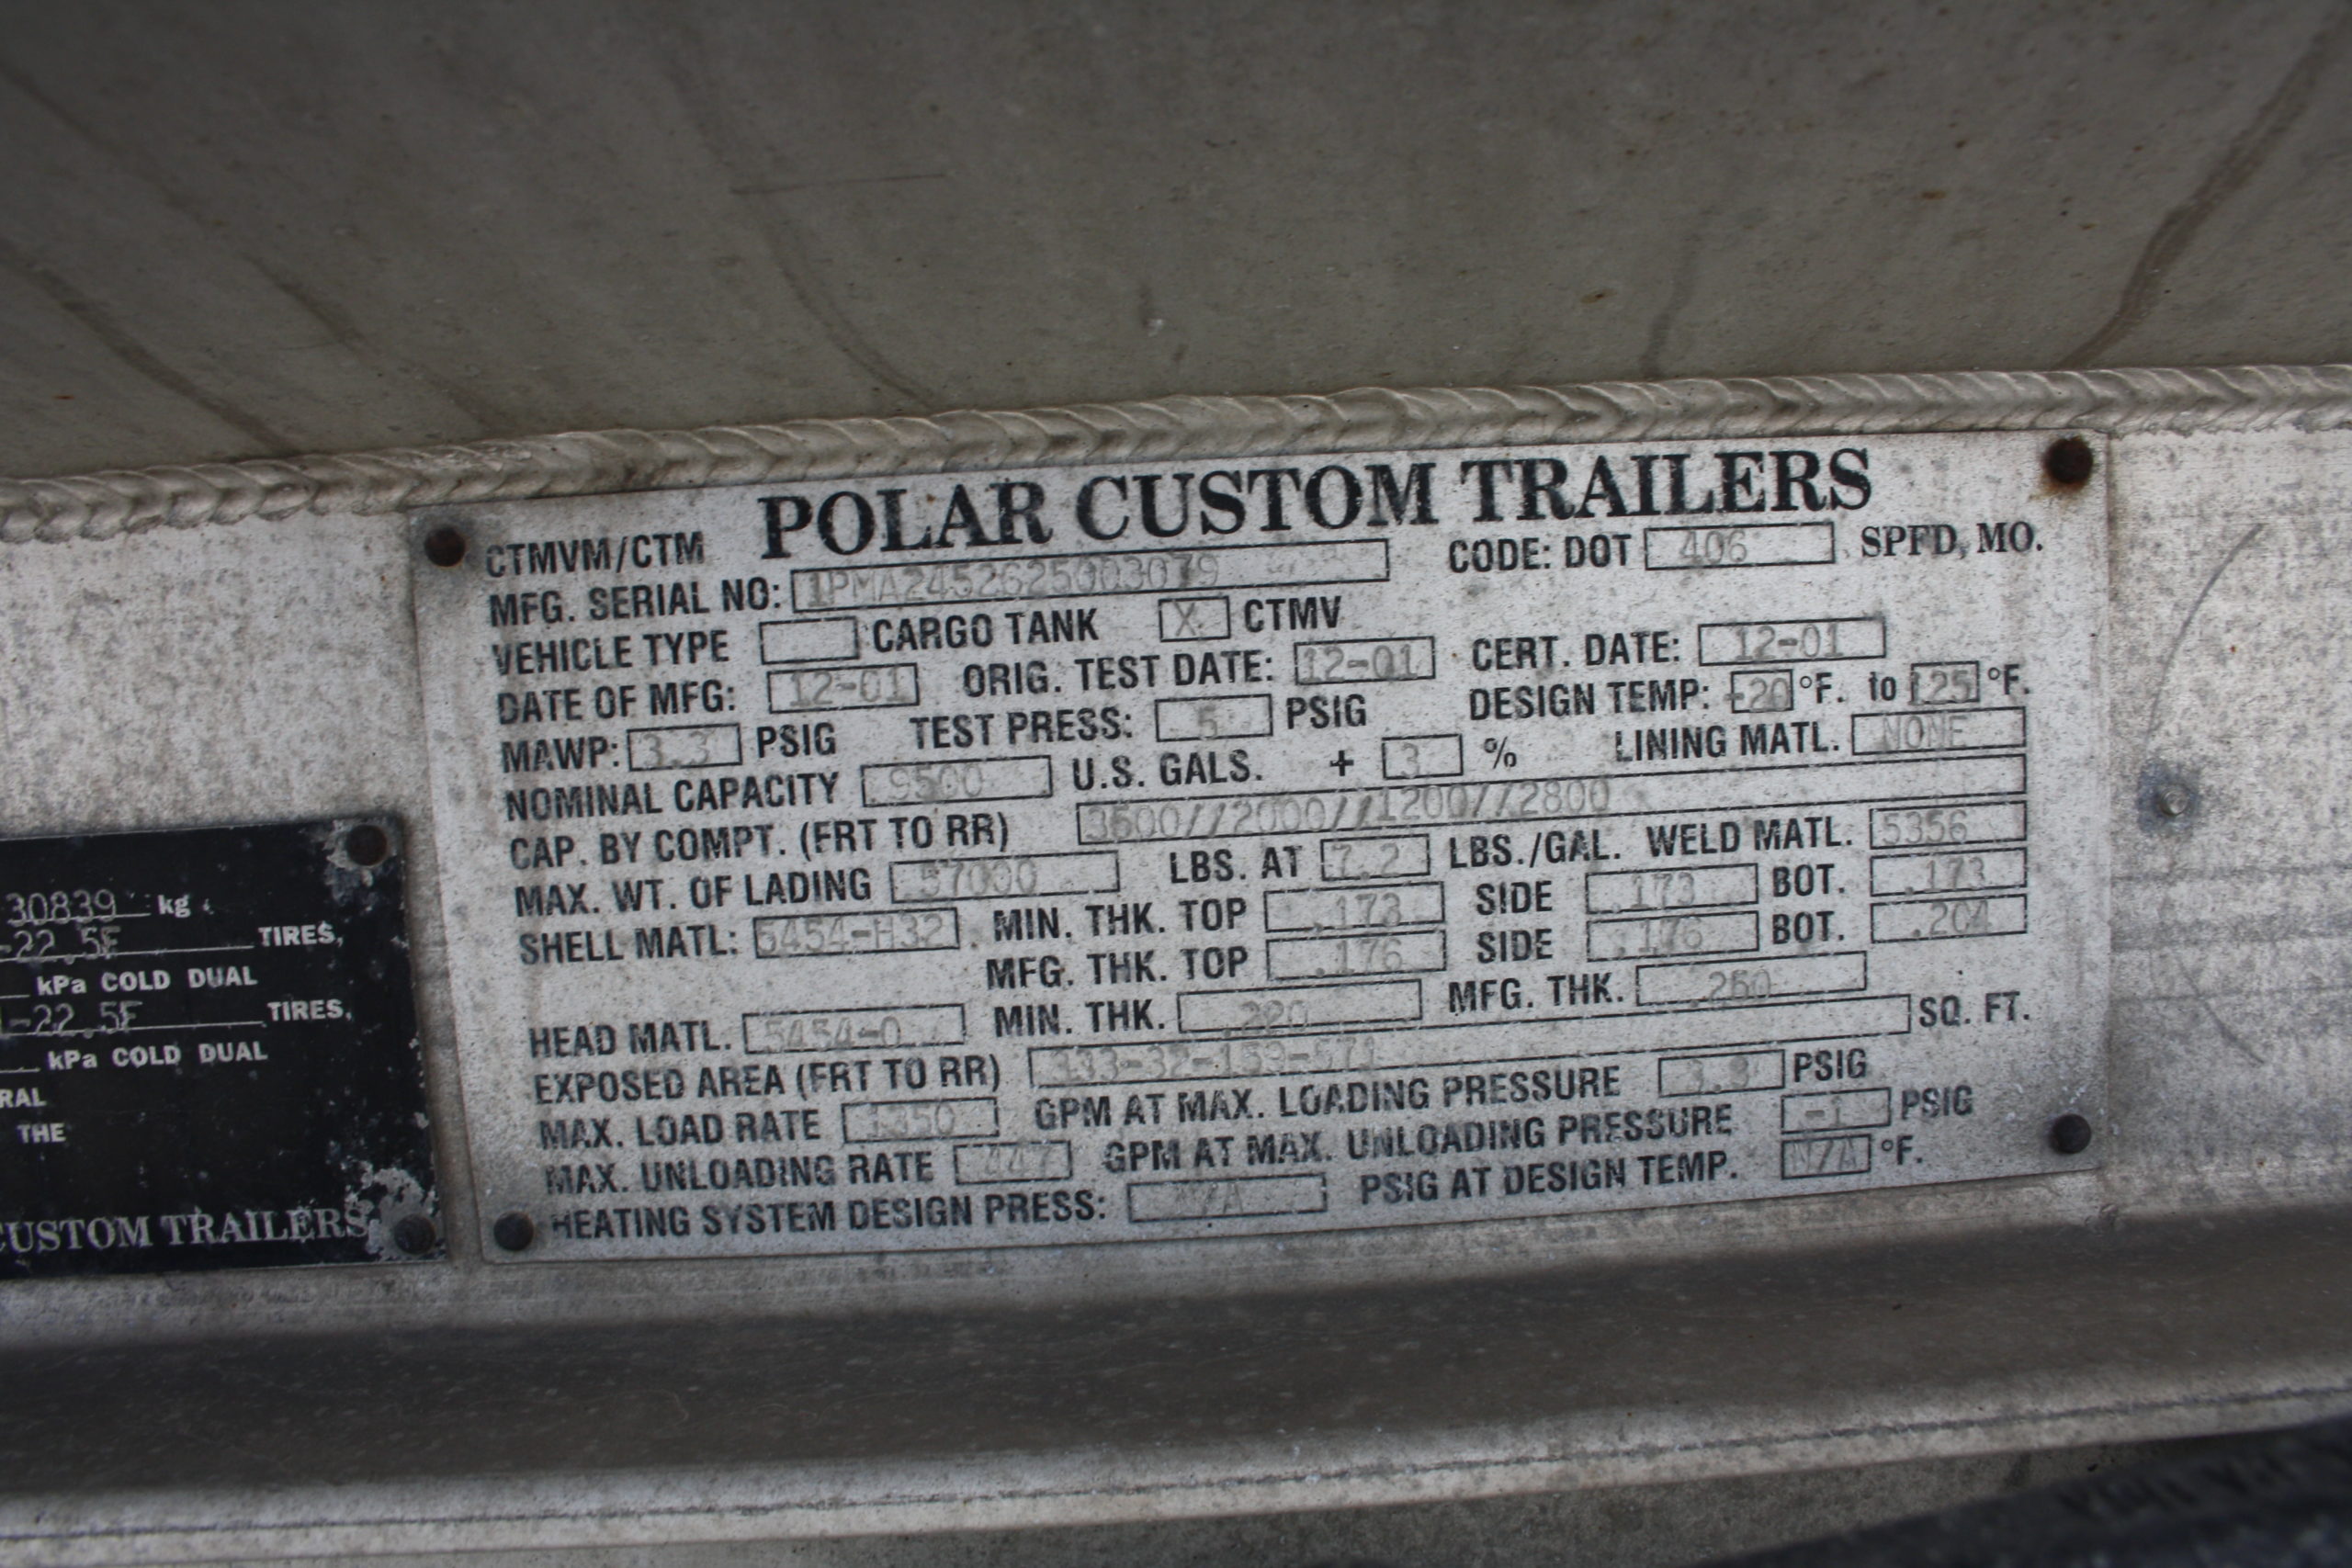 POLAR CUSTOM TRAILERS
CTMVM/CTM CODE: DOT 406 SPFD, MO.
MFG. SERIAL NO: 1PMA2452625003079
VEHICLE TYPE CARGO TANK X CTMV
DATE OF MFG: 12-01 ORIG. TEST DATE: 12-01 CERT. DATE: 12-01
MAWP: 3.3 PSIG TEST PRESS: 5 PSIG DESIGN TEMP: -20 °F. to 125 °F.
NOMINAL CAPACITY 9500 U.S. GALS. + 3 % LINING MATL. NONE
CAP. BY COMPT. (FRT TO RR) 3600//2000//1200//2800
MAX. WT. OF LADING 57000 LBS. AT 7.2 LBS./GAL. WELD MATL. 5356
SHELL MATL: 5454-H32 MIN. THK. TOP .173 SIDE .173 BOT. .173
MFG. THK. TOP .176 SIDE .176 BOT. .204
HEAD MATL. 5454-0 MIN. THK. .220 MFG. THK. .250
EXPOSED AREA (FRT TO RR) 333-32-159- SQ. FT.
MAX. LOAD RATE 1350 GPM AT MAX. LOADING PRESSURE 3.3 PSIG
MAX. UNLOADING RATE 447 GPM AT MAX. UNLOADING PRESSURE -1 PSIG
HEATING SYSTEM DESIGN PRESS: N/A PSIG AT DESIGN TEMP. N/A °F.
30839 kg
-22.5F TIRES,
kPa COLD DUAL
-22.5F TIRES,
kPa COLD DUAL
RAL
THE
CUSTOM TRAILERS